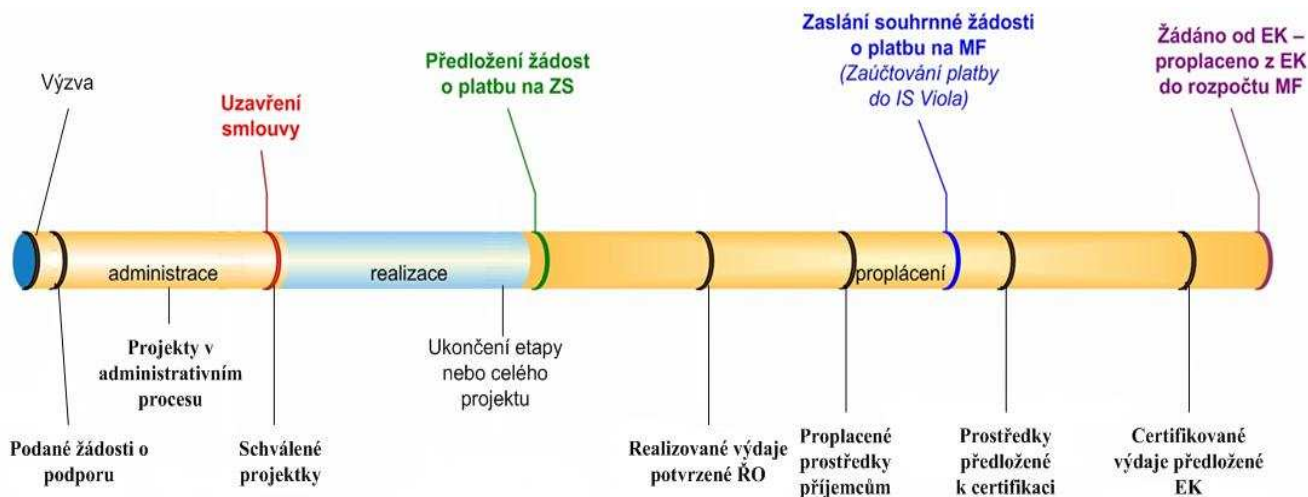 Výzva
Uzavření
smlouvy
Předložení žádost
o platbu na ZS
Zaslání souhrnné žádosti
o platbu na MF
(Zaúčtování platby
do IS Viola)
Žádáno od EK –
proplaceno z EK
do rozpočtu MF
administrace
realizace
proplácení
Projekty v
administrativním
procesu
Ukončení etapy
nebo celého
projektu
Podané žádosti o
podporu
Schválené
projektky
Realizované výdaje
potvrzené ŘO
Proplacené
prostředky
příjemcům
Prostředky
předložené
k certifikaci
Certifikované
výdaje předložené
EK